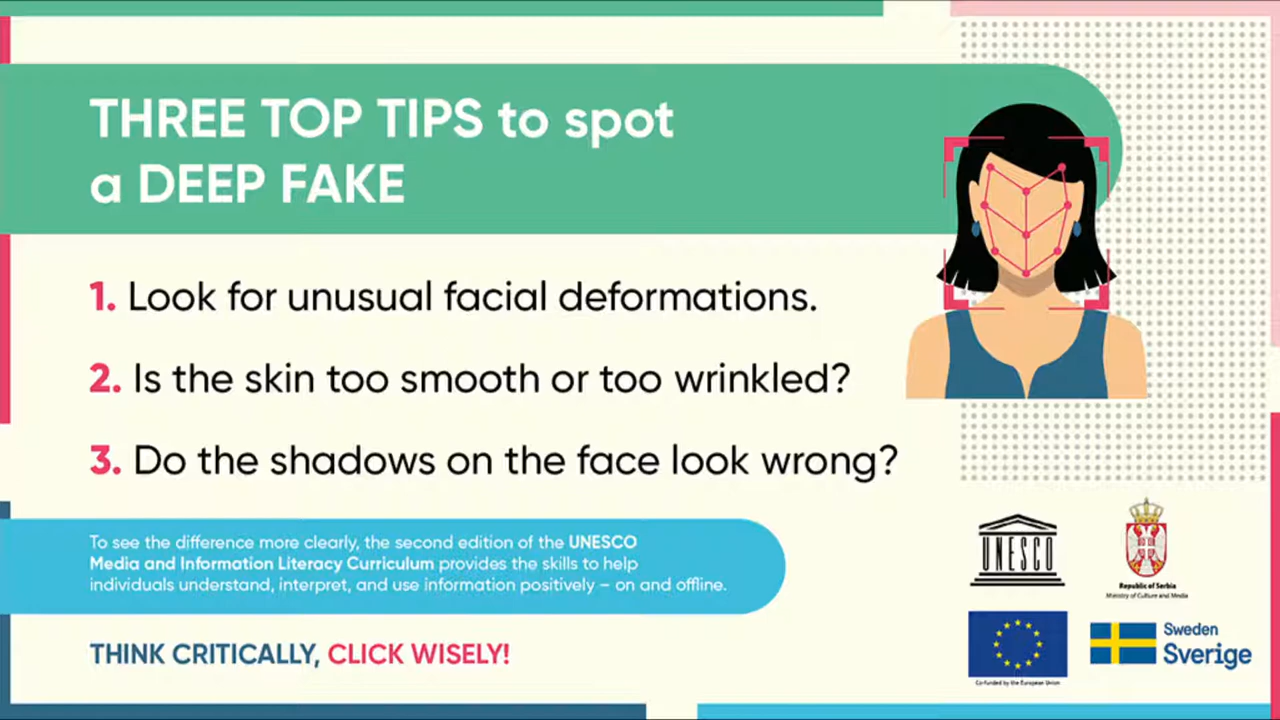 THREE TOP TIPS to spot
a DEEP FAKE
1. Look for unusual facial deformations.
2. Is the skin too smooth or too wrinkled?
3. Do the shadows on the face look wrong?
To see the difference more clearly, the second edition of the UNESCO
Media and Information Literacy Curriculum provides the skills to help
individuals understand, interpret, and use information positively – on and offline.
THINK CRITICALLY, CLICK WISELY!
UNESCO
Republic of Serbia
Ministry of Culture and Media
Co-funded by the European Union
Sweden
Sverige